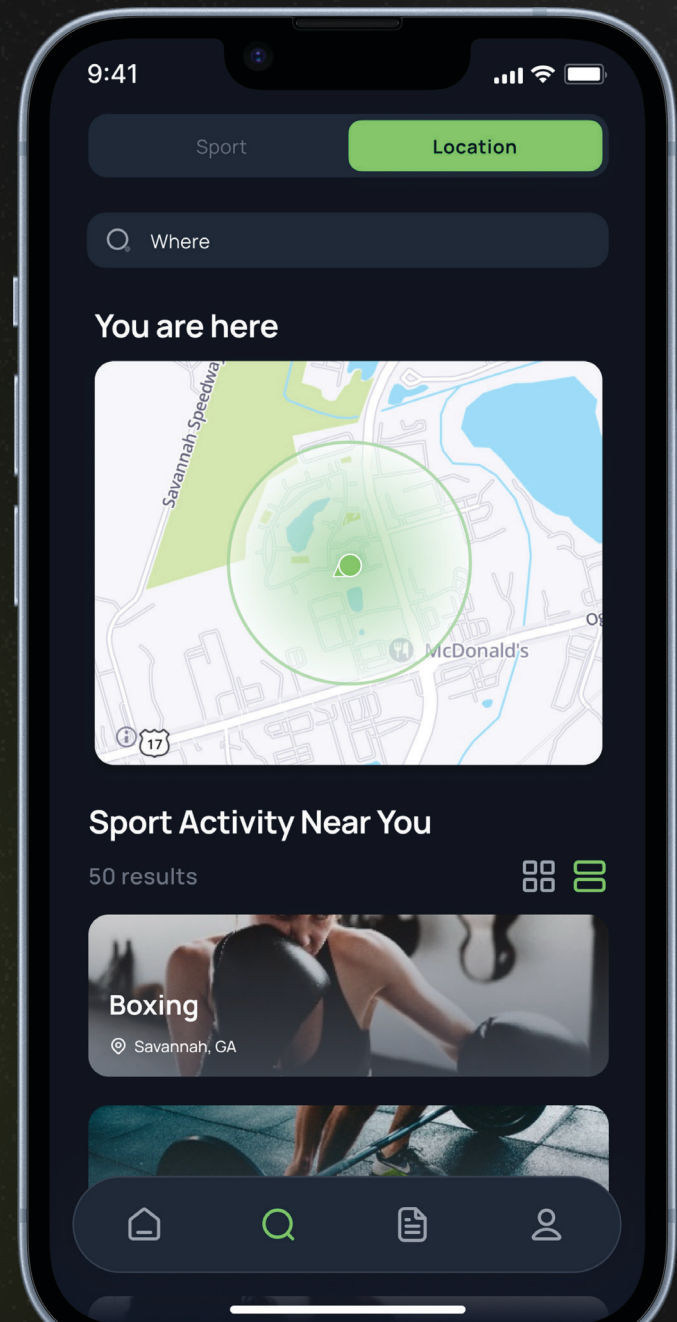 9:41
Sport
Location
Where
You are here
Savannah Speedway
McDonald's
17
Sport Activity Near You
50 results
Boxing
Savannah, GA